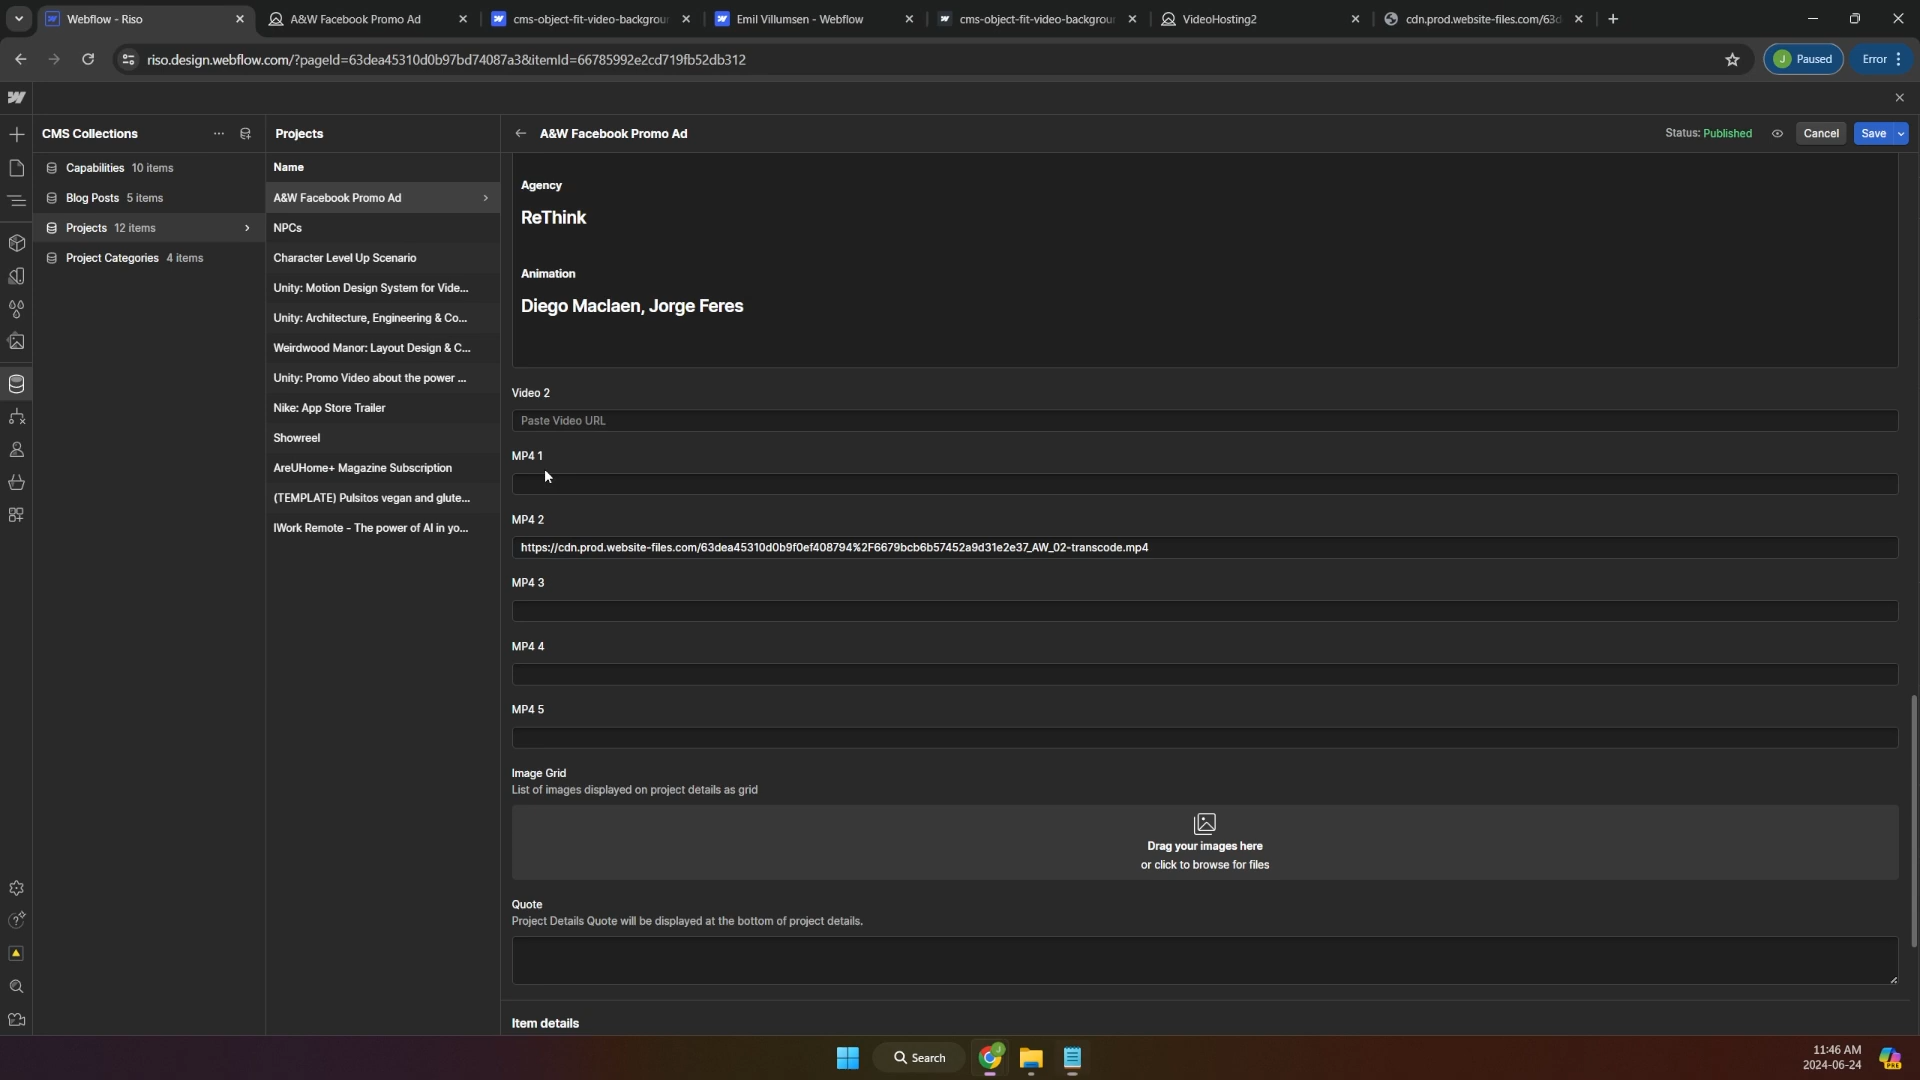 Webflow - Riso
A&W Facebook Promo Ad
cms-object-fit-video-backgrour
Emil Villumsen - Webflow
cms-object-fit-video-backgrour
VideoHosting2
cdn.prod.website-files.com/63d
riso.design.webflow.com/?pageId=63dea45310d0b97bd74087a3&itemId=66785992e2cd719fb52db312
J Paused
Error
CMS Collections
Projects
A&W Facebook Promo Ad
Status: Published
Cancel
Save
Capabilities 10 items
Blog Posts 5 items
Projects 12 items
Project Categories 4 items
Name
A&W Facebook Promo Ad
NPCs
Character Level Up Scenario
Unity: Motion Design System for Vide...
Unity: Architecture, Engineering & Co...
Weirdwood Manor: Layout Design & C...
Unity: Promo Video about the power ...
Nike: App Store Trailer
Showreel
AreUHome+ Magazine Subscription
(TEMPLATE) Pulsitos vegan and glute...
IWork Remote - The power of AI in yo...
Agency
ReThink
Animation
Diego Maclaen, Jorge Feres
Video 2
Paste Video URL
MP4 1
MP4 2
https://cdn.prod.website-files.com/63dea45310d0b9f0ef408794%2F6679bcb6b57452a9d31e2e37_AW_02-transcode.mp4
MP4 3
MP4 4
MP4 5
Image Grid
List of images displayed on project details as grid
Drag your images here
or click to browse for files
Quote
Project Details Quote will be displayed at the bottom of project details.
Item details
Search
11:46 AM
2024-06-24
PRE